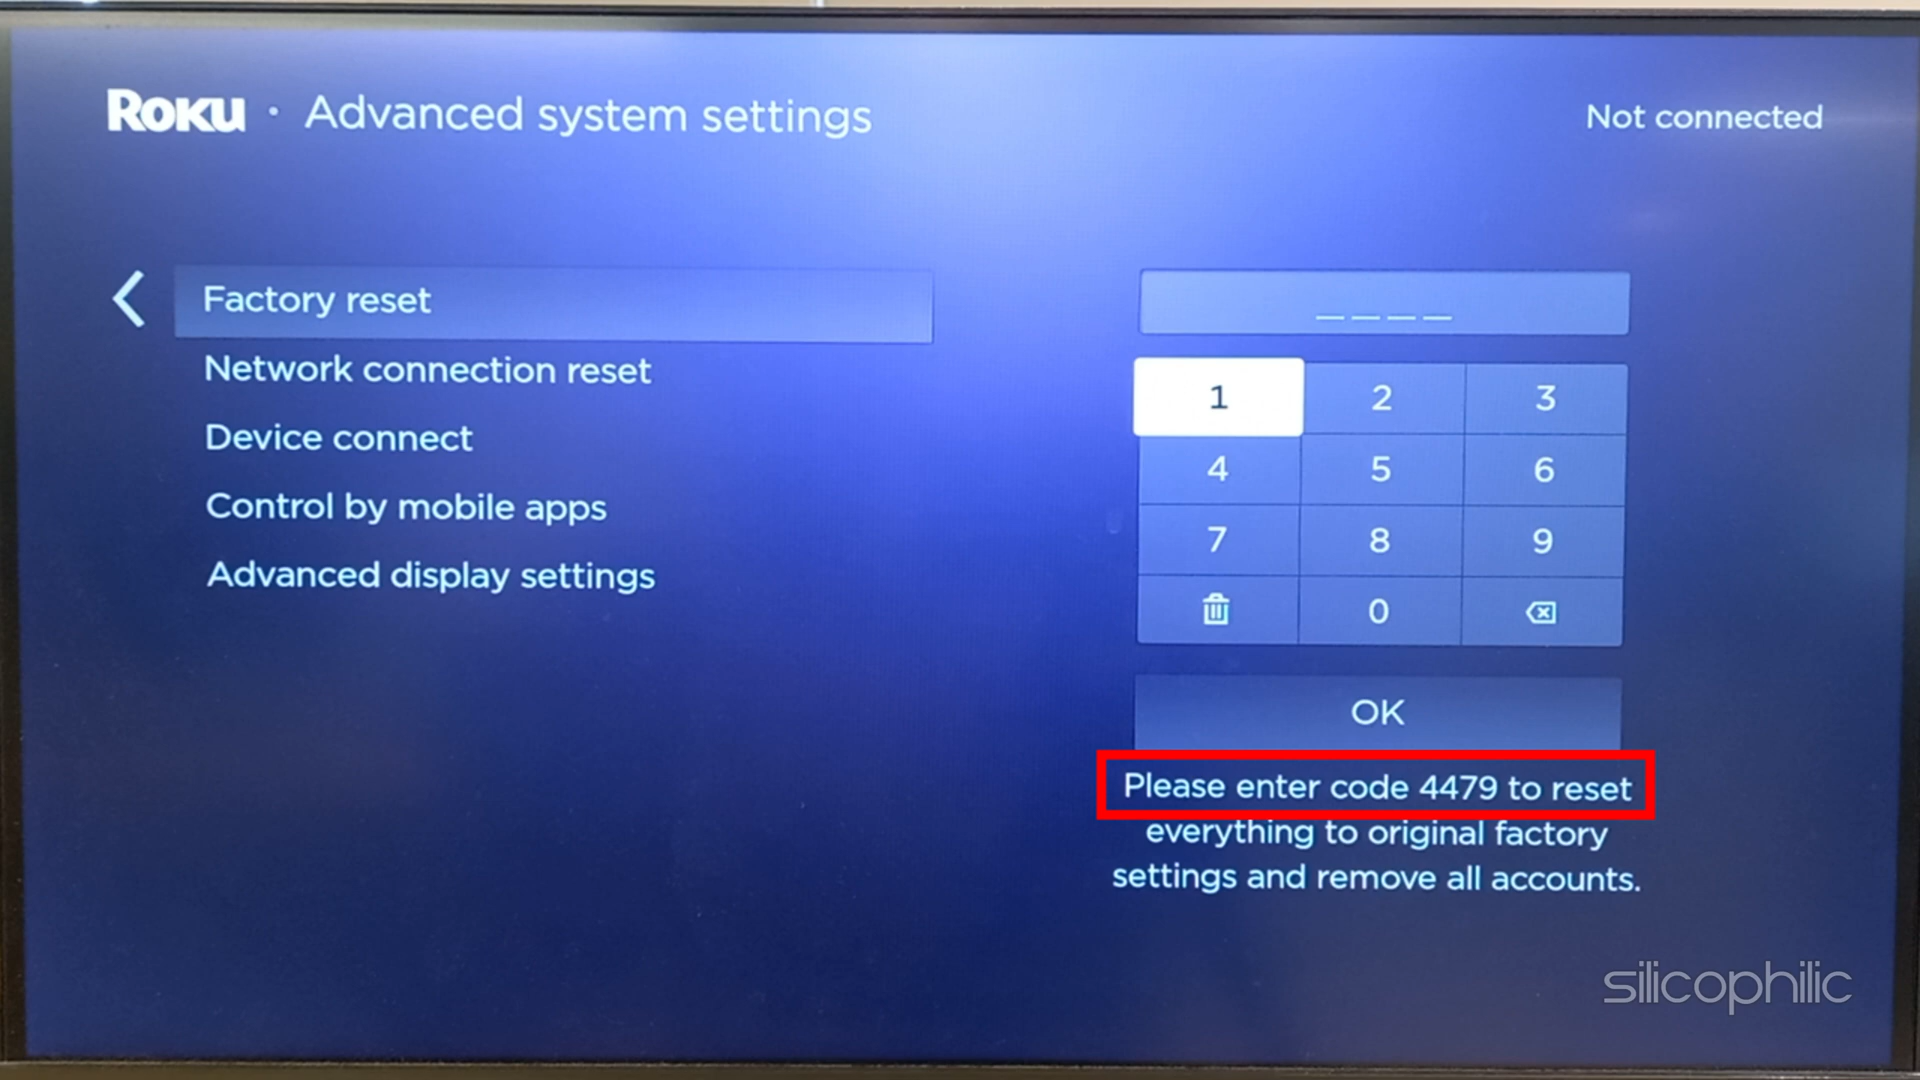 Roku · Advanced system settings
Not connected
Factory reset
Network connection reset
Device connect
Control by mobile apps
Advanced display settings
_ _ _ _
1 2 3
4 5 6
7 8 9
0
OK
Please enter code 4479 to reset
everything to original factory
settings and remove all accounts.
silicophilic